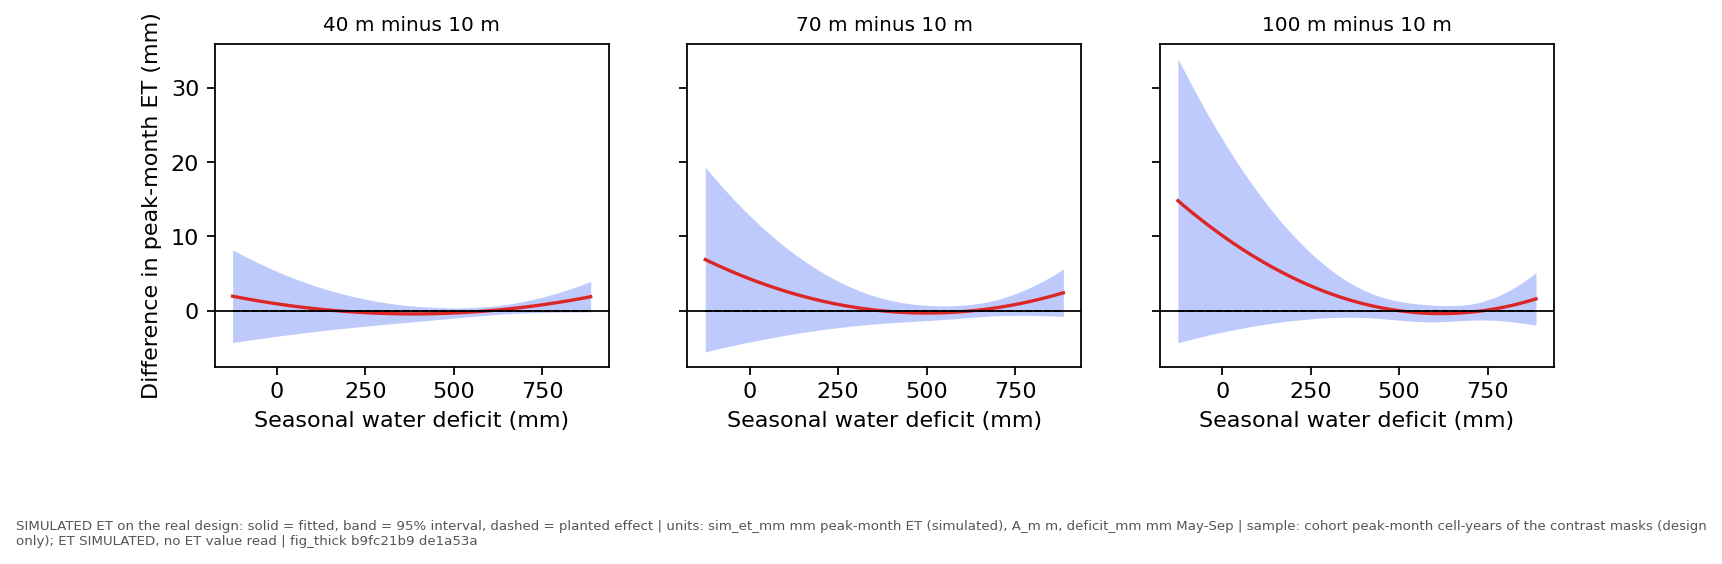 40 m minus 10 m
70 m minus 10 m
100 m minus 10 m
Difference in peak-month ET (mm)
30
20
10
0
0 250 500 750
0 250 500 750
0 250 500 750
Seasonal water deficit (mm)
Seasonal water deficit (mm)
Seasonal water deficit (mm)
SIMULATED ET on the real design: solid = fitted, band = 95% interval, dashed = planted effect | units: sim_et_mm mm peak-month ET (simulated), A_m m, deficit_mm mm May-Sep | sample: cohort peak-month cell-years of the contrast masks (design
only); ET SIMULATED, no ET value read | fig_thick b9fc21b9 de1a53a